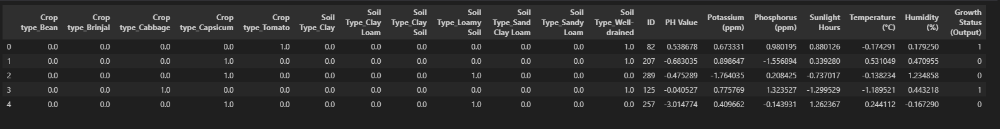 Crop type_Bean Crop type_Brinjal Crop type_Cabbage Crop type_Capsicum Crop type_Tomato Soil Type_Clay Soil Type_Clay Loam Soil Type_Clay Soil Soil Type_Loamy Soil Soil Type_Sand Clay Loam Soil Type_Sandy Loam Soil Type_Well-drained ID PH Value Potassium (ppm) Phosphorus (ppm) Sunlight Hours Temperature (°C) Humidity (%) Growth Status (Output)
0 0.0 0.0 0.0 0.0 1.0 0.0 0.0 0.0 0.0 0.0 0.0 1.0 82 0.538678 0.673331 0.980195 0.880126 -0.174291 0.179250 1
1 0.0 0.0 0.0 1.0 0.0 0.0 0.0 0.0 0.0 0.0 0.0 1.0 207 -0.683035 0.898647 -1.556894 0.339280 0.531049 0.470955 0
2 0.0 0.0 0.0 1.0 0.0 0.0 0.0 0.0 1.0 0.0 0.0 0.0 289 -0.475289 -1.764035 0.208425 -0.737017 -0.138234 1.234858 0
3 0.0 0.0 1.0 0.0 0.0 0.0 0.0 0.0 0.0 0.0 0.0 1.0 125 -0.040527 0.775769 1.323527 -1.299529 -1.189521 0.443218 1
4 0.0 0.0 0.0 1.0 0.0 0.0 0.0 0.0 1.0 0.0 0.0 0.0 257 -3.014774 0.409662 -0.143931 1.262367 0.244112 -0.167290 0